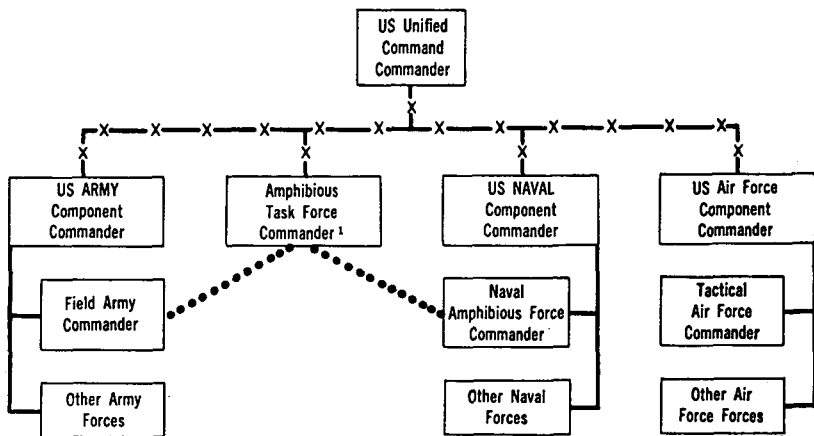 US Unified
Command
Commander
X
X X X X X X X X X X X X
X X X X
US ARMY
Component
Commander
Amphibious
Task Force
Commander 1
US NAVAL
Component
Commander
US Air Force
Component
Commander
Field Army
Commander
Naval
Amphibious Force
Commander
Tactical
Air Force
Commander
Other Army
Forces
Other Naval
Forces
Other Air
Force Forces